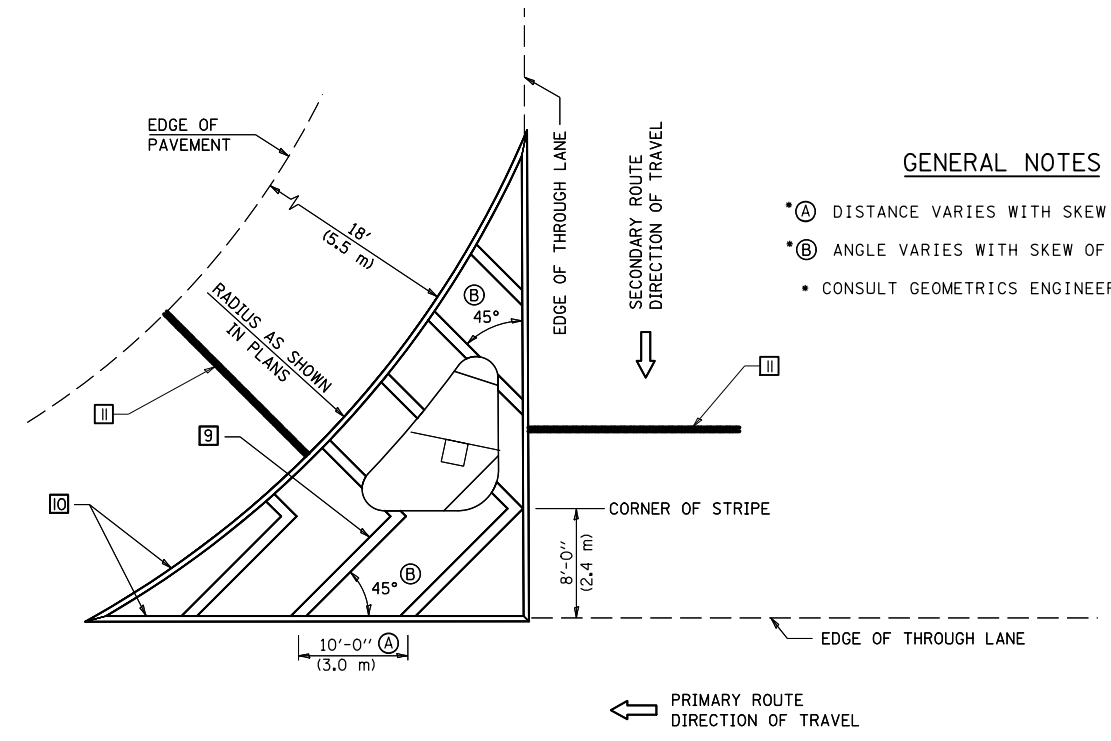 EDGE OF
PAVEMENT
18'
(5.5 m)
RADIUS AS SHOWN
IN PLANS
EDGE OF THROUGH LANE
SECONDARY ROUTE
DIRECTION OF TRAVEL
GENERAL NOTES
*Ⓐ DISTANCE VARIES WITH SKEW
*Ⓑ ANGLE VARIES WITH SKEW OF
* CONSULT GEOMETRICS ENGINEER
Ⓑ
45°
11
11
9
10
CORNER OF STRIPE
8'-0"
(2.4 m)
45° Ⓑ
10'-0" Ⓐ
(3.0 m)
EDGE OF THROUGH LANE
PRIMARY ROUTE
DIRECTION OF TRAVEL